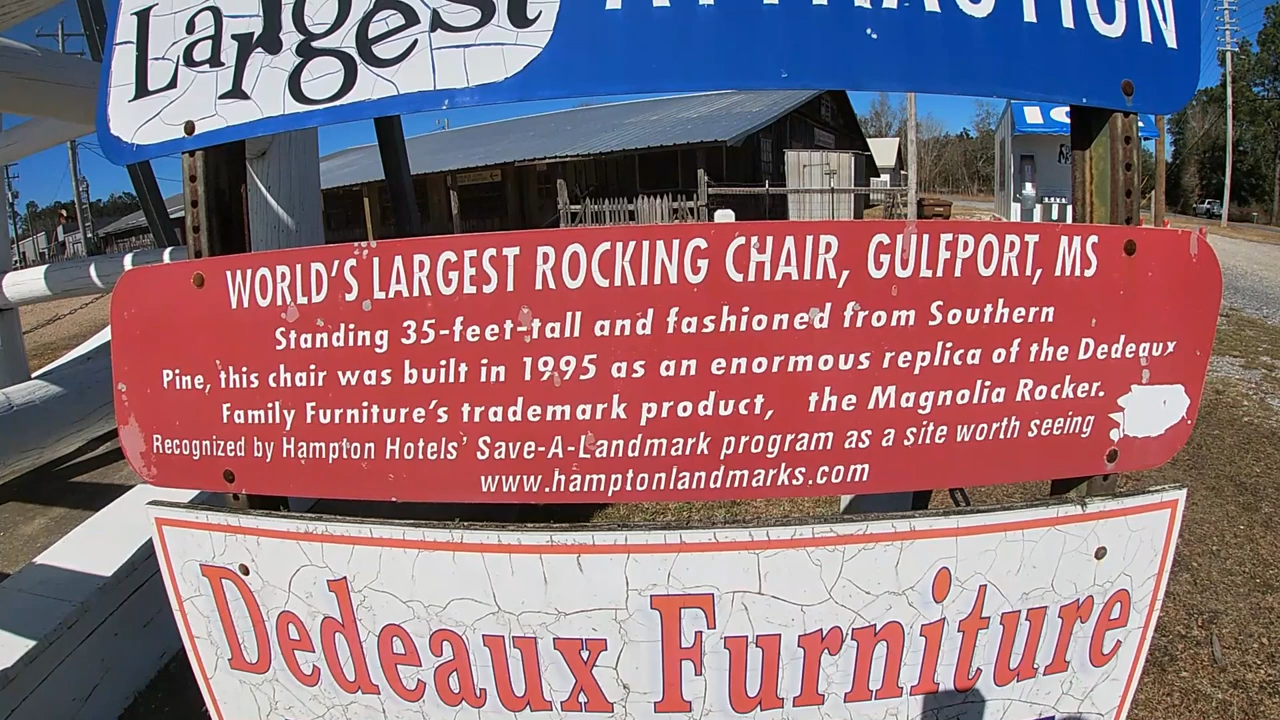 Largest ATTRACTION
WORLD'S LARGEST ROCKING CHAIR, GULFPORT, MS
Standing 35-feet-tall and fashioned from Southern
Pine, this chair was built in 1995 as an enormous replica of the Dedeaux
Family Furniture's trademark product, the Magnolia Rocker.
Recognized by Hampton Hotels' Save-A-Landmark program as a site worth seeing
www.hamptonlandmarks.com
Dedeaux Furniture